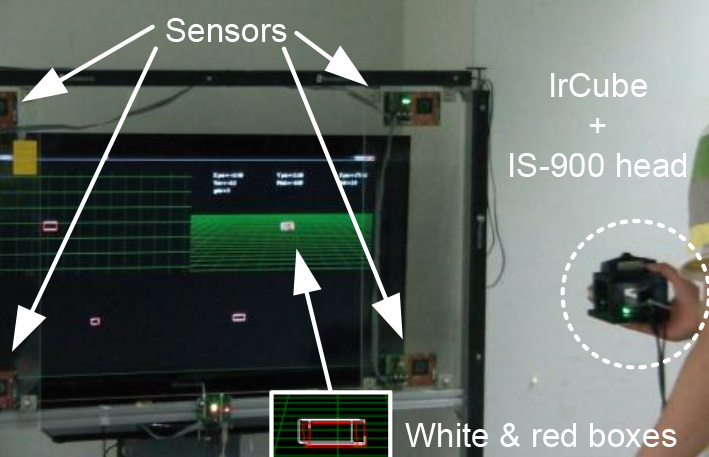 Sensors
IrCube
+
IS-900 head
White & red boxes